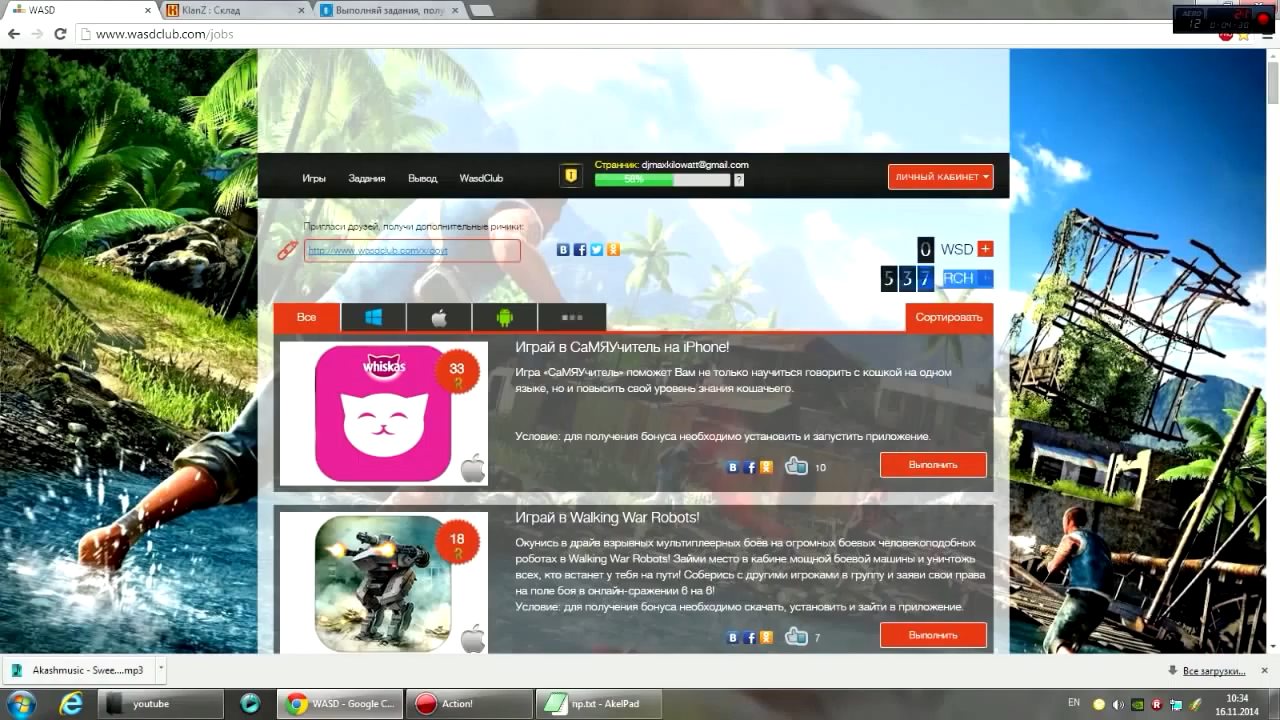 WASD
KlanZ : Склад
Выполняй задания, полу
www.wasdclub.com/jobs
Странник: djmaxkilowatt@gmail.com
58%
?
Игры
Задания
Вывод
WasdClub
ЛИЧНЫЙ КАБИНЕТ
Пригласи друзей, получи дополнительные ричики:
0 WSD +
537 RCH
Все
Сортировать
Играй в СаМЯУчитель на iPhone!
whiskas
33
Игра «СаМЯУчитель» поможет Вам не только научиться говорить с кошкой на одном
языке, но и повысить свой уровень знания кошачьего.
Условие: для получения бонуса необходимо установить и запустить приложение.
10
Выполнить
Играй в Walking War Robots!
18
Окунись в драйв взрывных мультиплеерных боёв на огромных боевых человекоподобных
роботах в Walking War Robots! Займи место в кабине мощной боевой машины и уничтожь
всех, кто встанет у тебя на пути! Соберись с другими игроками в группу и заяви свои права
на поле боя в онлайн-сражении 6 на 6!
Условие: для получения бонуса необходимо скачать, установить и зайти в приложение.
7
Выполнить
Akashmusic - Swee....mp3
Все загрузки...
youtube
WASD - Google C...
Action!
np.txt - AkelPad
EN
10:34
16.11.2014